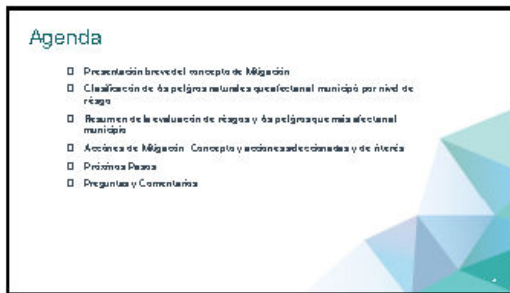 Agenda
Presentación breve del concepto de Mitigación
Clasificación de los peligros naturales que afectan al municipio por nivel de
riesgo
Resumen de la evaluación de riesgos y los peligros que más afectan al
municipio
Acciones de Mitigación: Concepto y acciones seleccionadas y de interés
Próximos Pasos
Preguntas y Comentarios